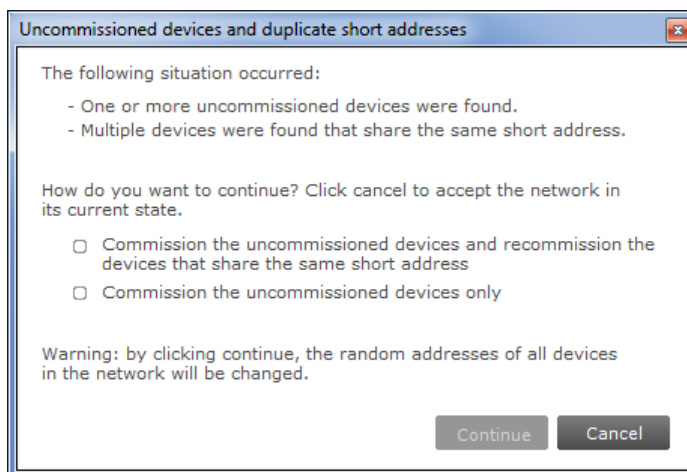 Uncommissioned devices and duplicate short addresses
The following situation occurred:
- One or more uncommissioned devices were found.
- Multiple devices were found that share the same short address.
How do you want to continue? Click cancel to accept the network in
its current state.
Commission the uncommissioned devices and recommission the
devices that share the same short address
Commission the uncommissioned devices only
Warning: by clicking continue, the random addresses of all devices
in the network will be changed.
Continue Cancel